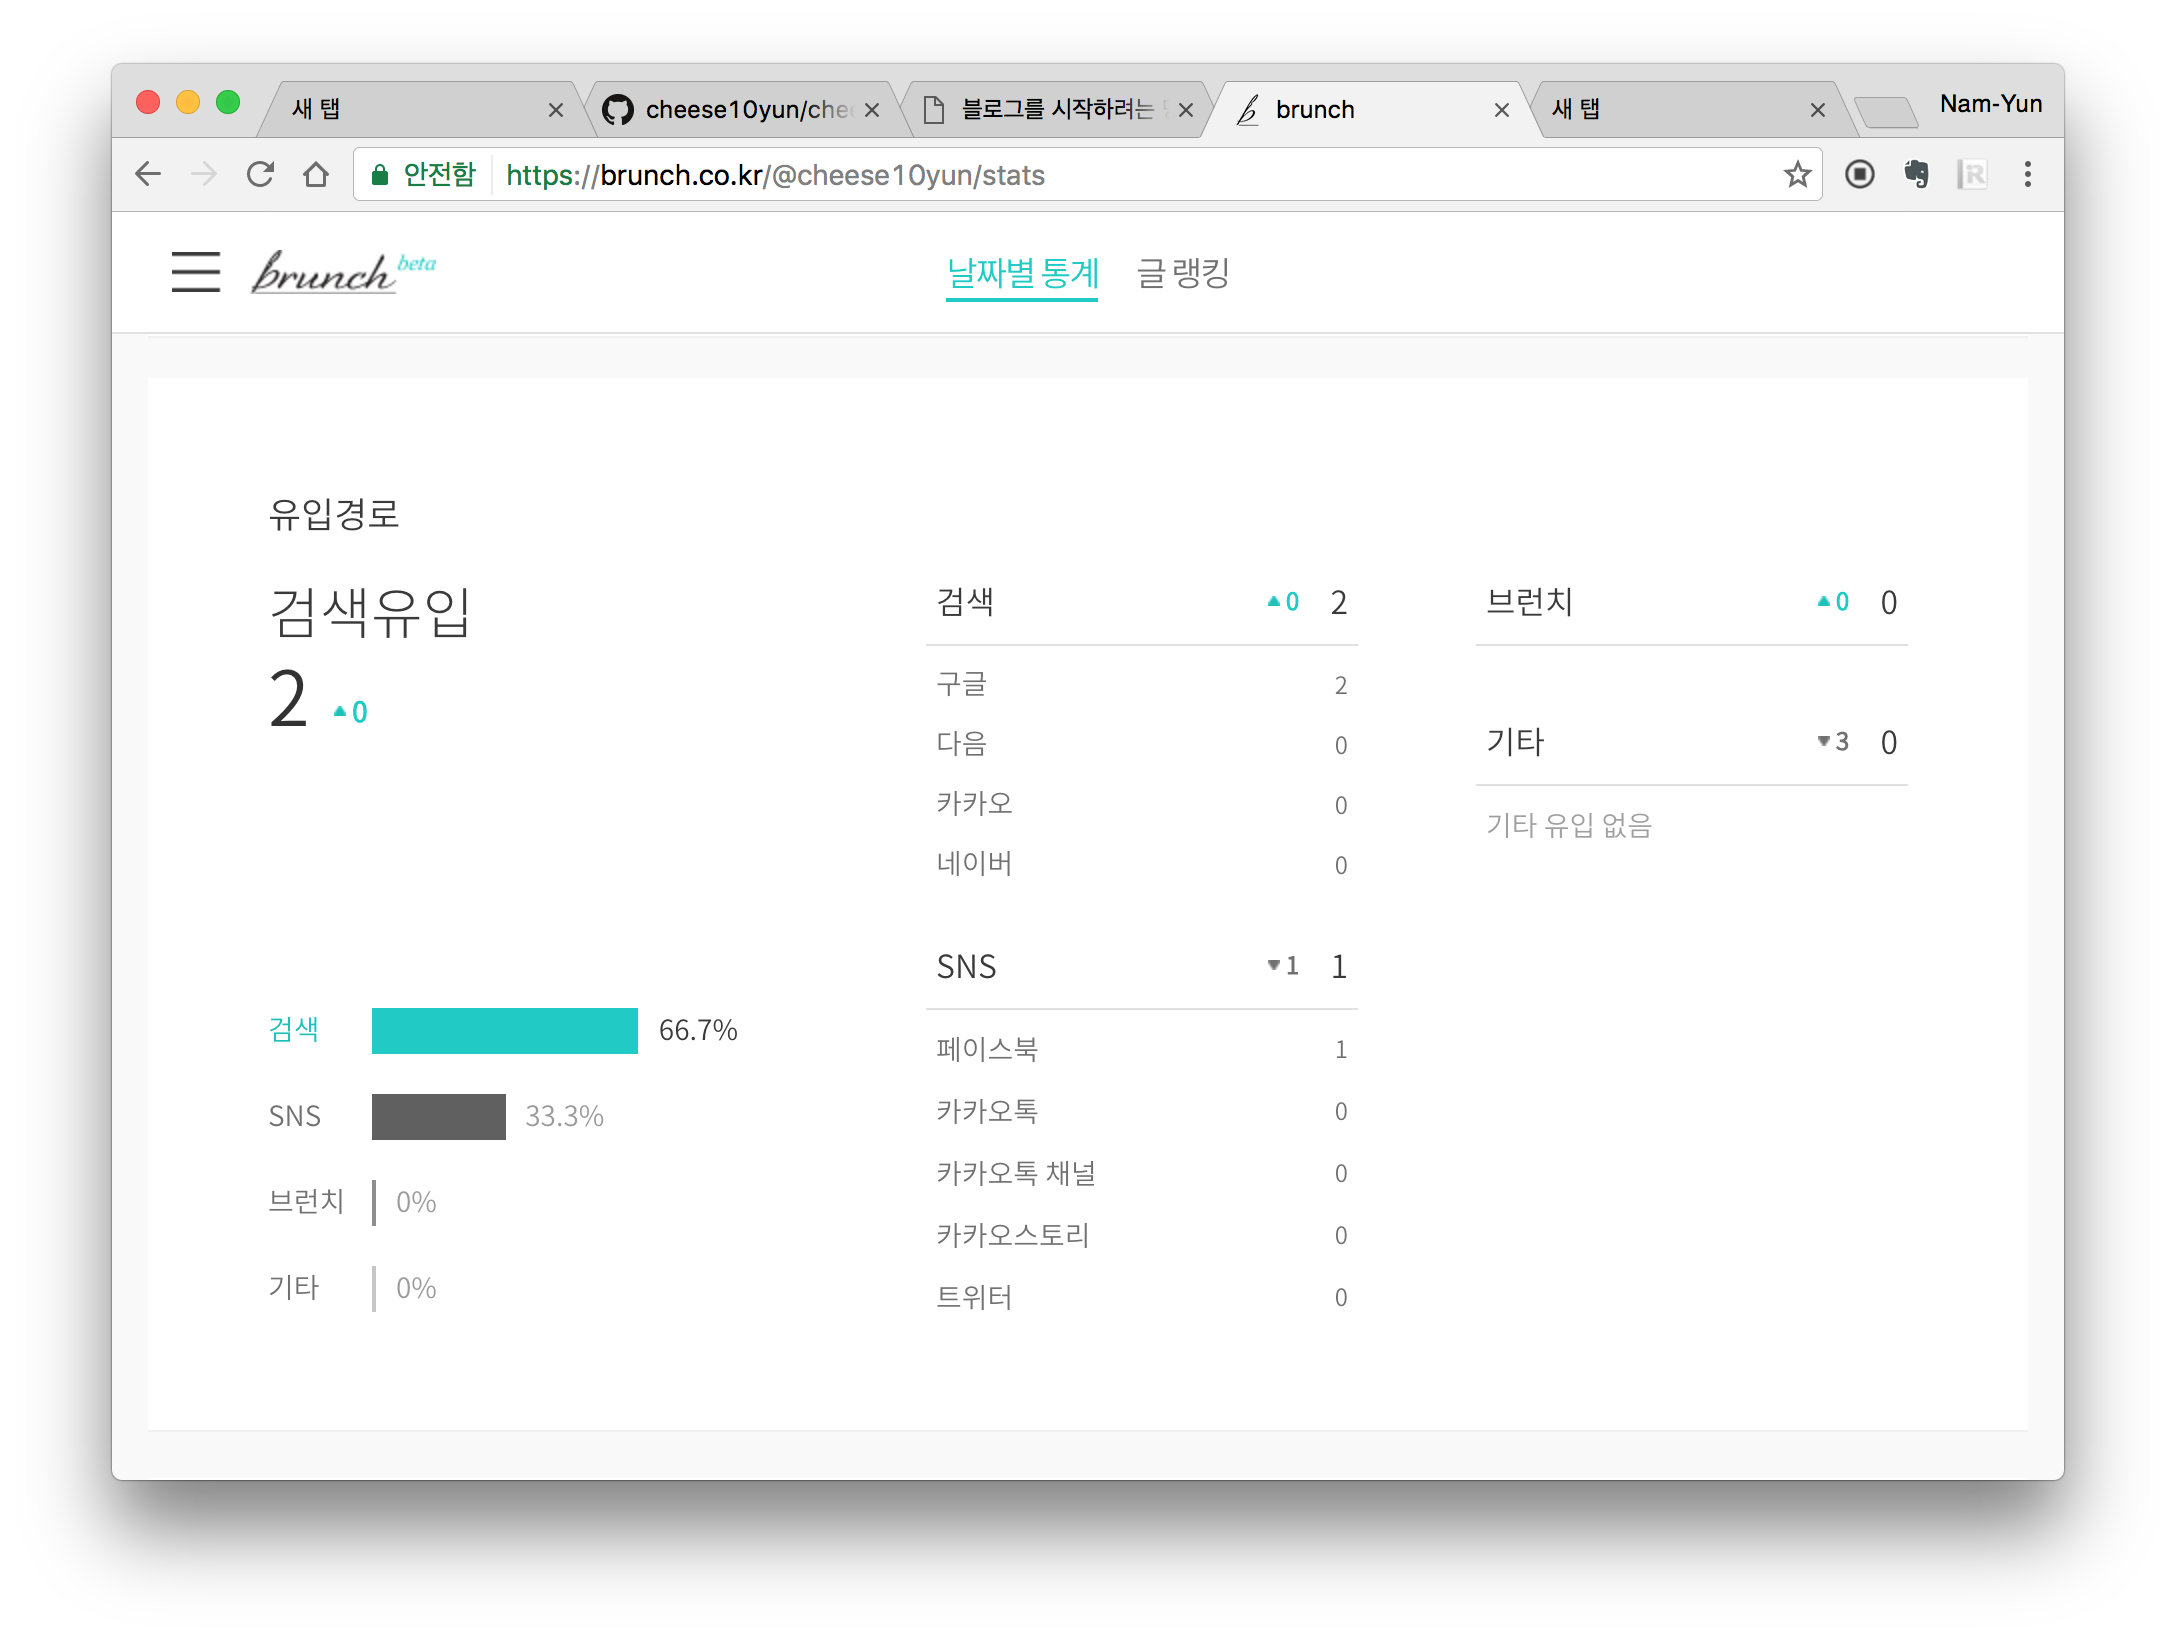 새 탭
cheese10yun/chee
블로그를 시작하려는
brunch
새 탭
Nam-Yun
안전함 https://brunch.co.kr/@cheese10yun/stats
brunch beta
날짜별 통계 글 랭킹
유입경로
검색유입
2 ▲0
검색 66.7%
SNS 33.3%
브런치 0%
기타 0%
검색 ▲0 2
구글 2
다음 0
카카오 0
네이버 0
SNS ▼1 1
페이스북 1
카카오톡 0
카카오톡 채널 0
카카오스토리 0
트위터 0
브런치 ▲0 0
기타 ▼3 0
기타 유입 없음